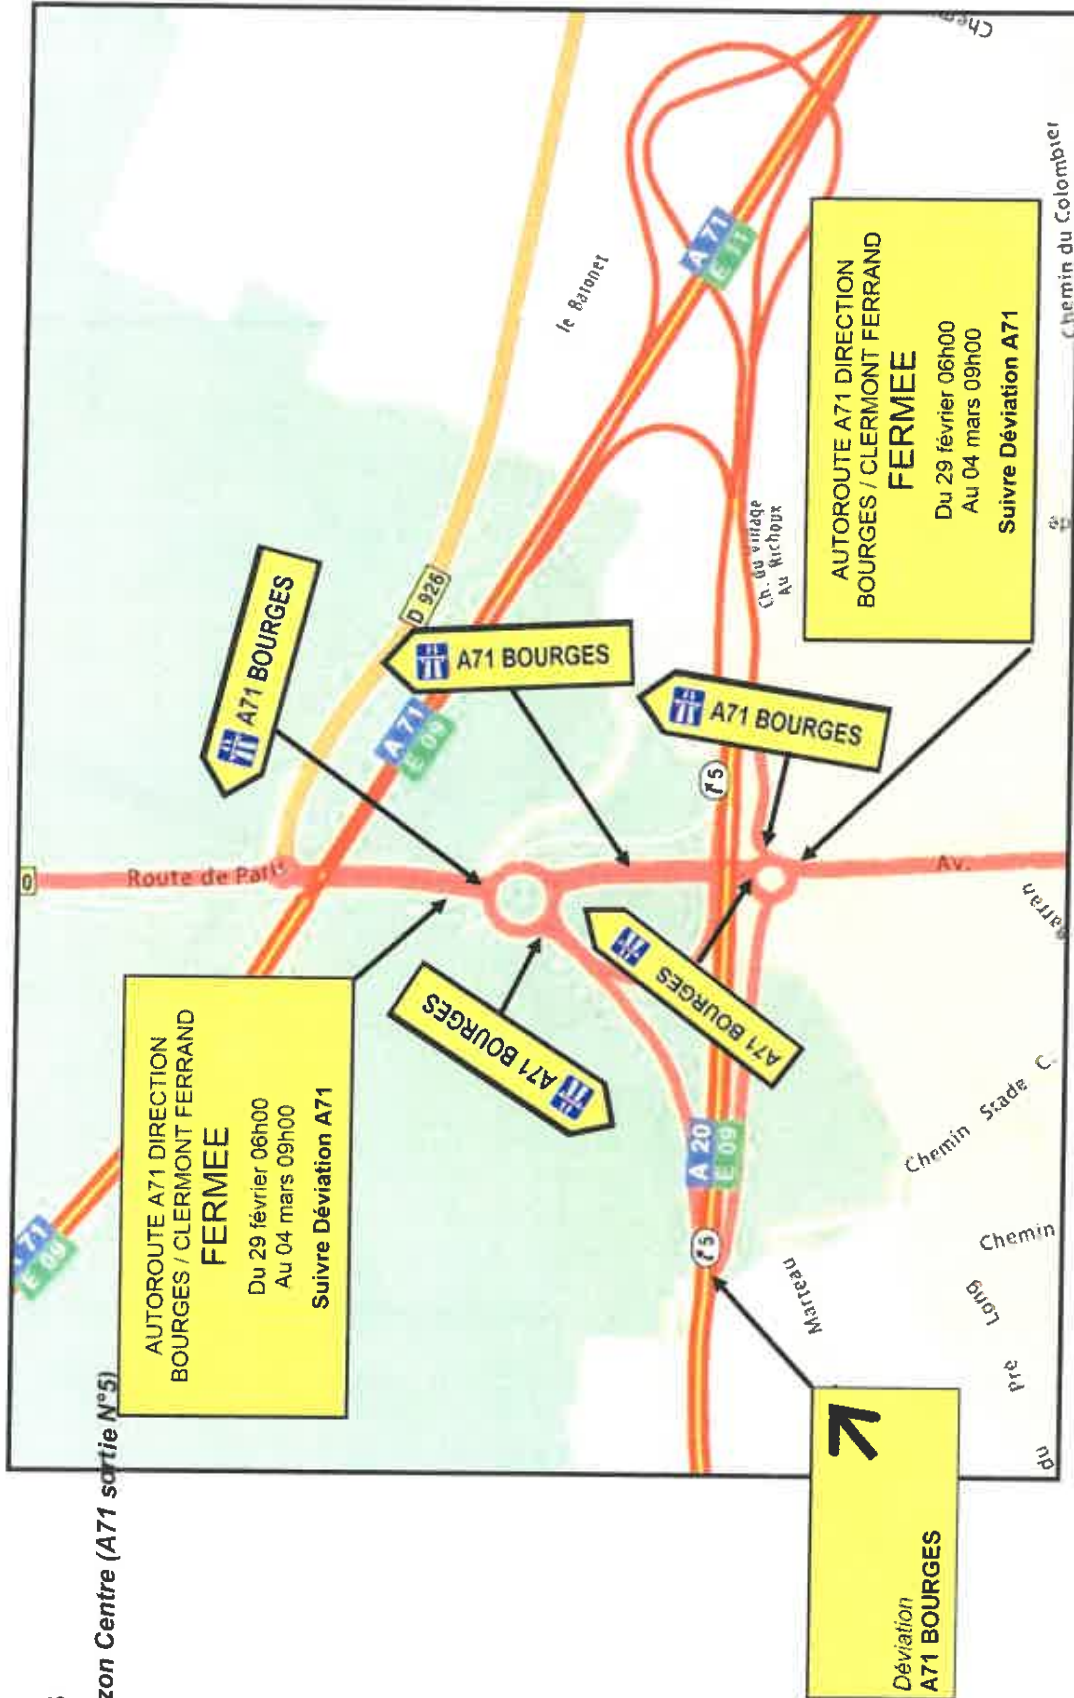 zon Centre (A71 sortie N°5)
AUTOROUTE A71 DIRECTION
BOURGES / CLERMONT FERRAND
FERMEE
Du 29 février 06h00
Au 04 mars 09h00
Suivre Déviation A71
A71 BOURGES
A71 BOURGES
A71 BOURGES
A71 BOURGES
A71 BOURGES
AUTOROUTE A71 DIRECTION
BOURGES / CLERMONT FERRAND
FERMEE
Du 29 février 06h00
Au 04 mars 09h00
Suivre Déviation A71
Déviation
A71 BOURGES
A 71
E 09
Route de Paris
A 71
E 09
D 926
le Batonet
A 71
E 11
A 20
E 09
5
5
Ch. du village
Au Richoux
Av.
Marteau
Chemin Stade C-
Chemin
Long
Pré
du
Chemin du Colombier